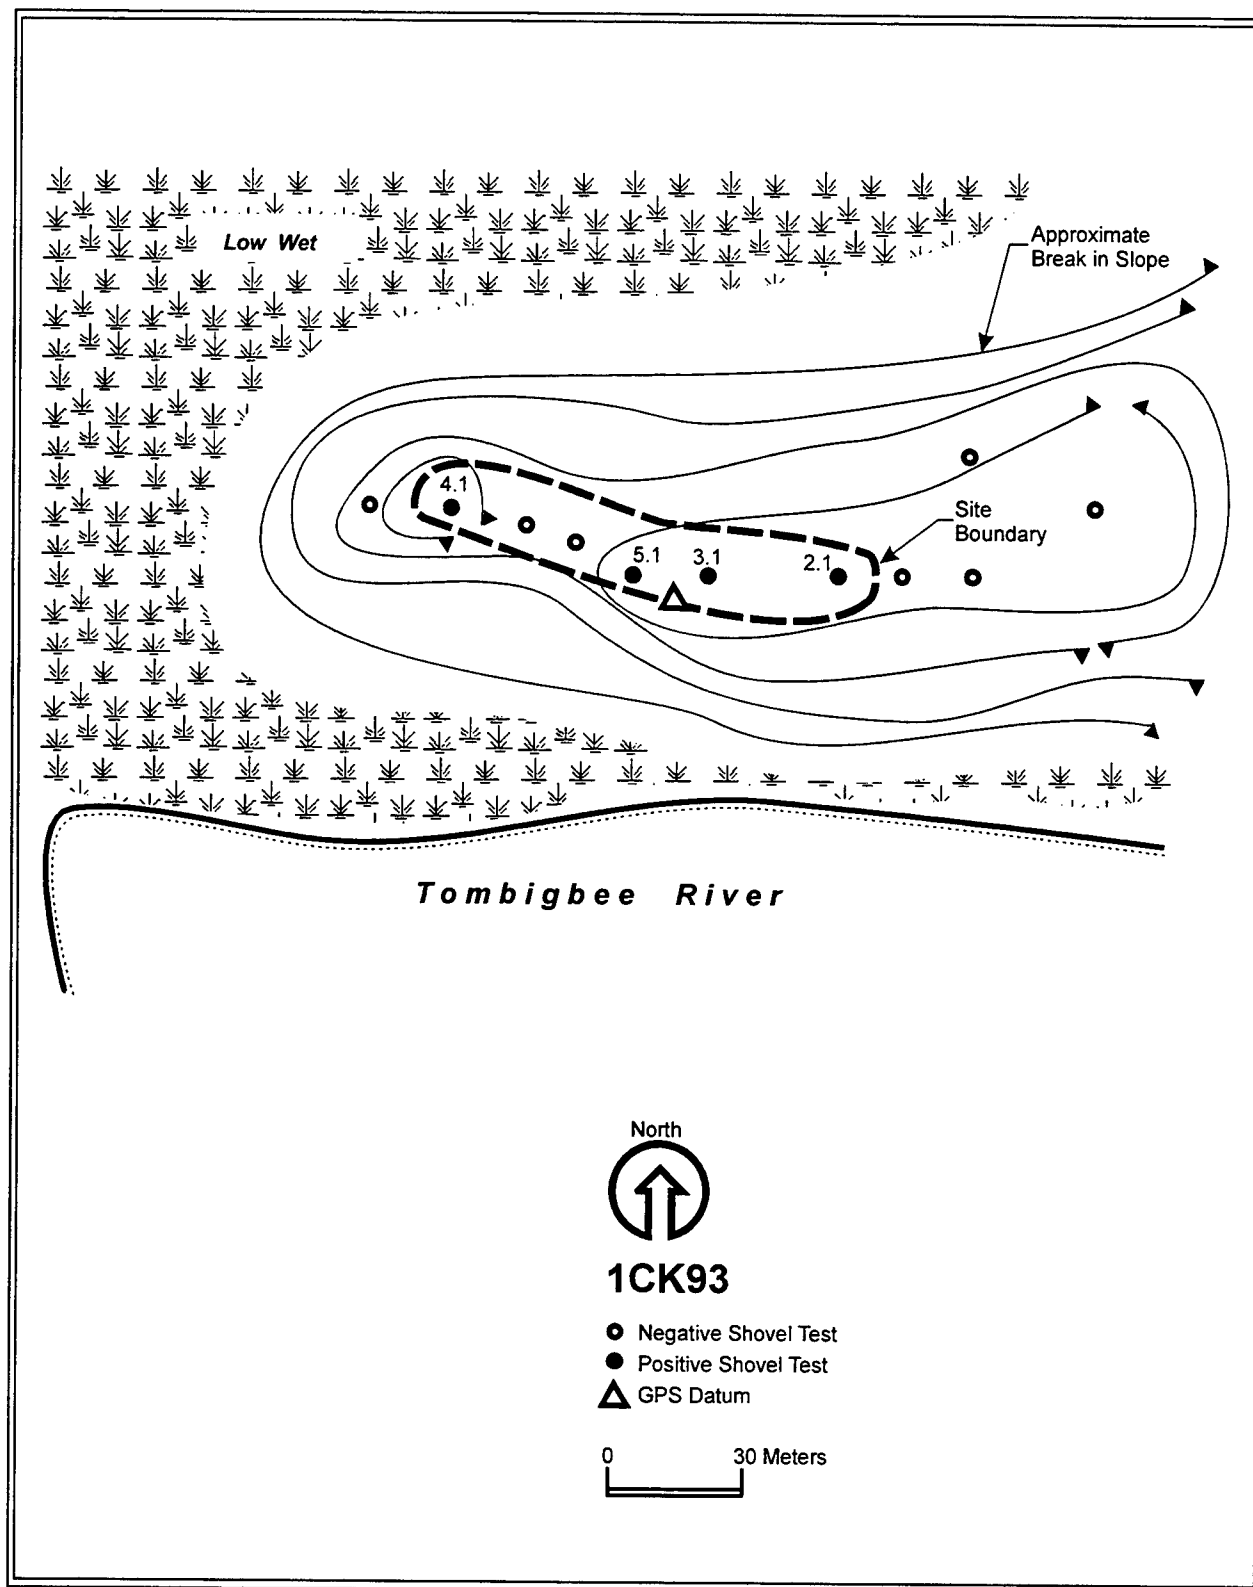 Low Wet
Approximate
Break in Slope
4.1
Site
Boundary
5.1
3.1
2.1
Tombigbee River
North
1CK93
Negative Shovel Test
Positive Shovel Test
GPS Datum
0
30 Meters